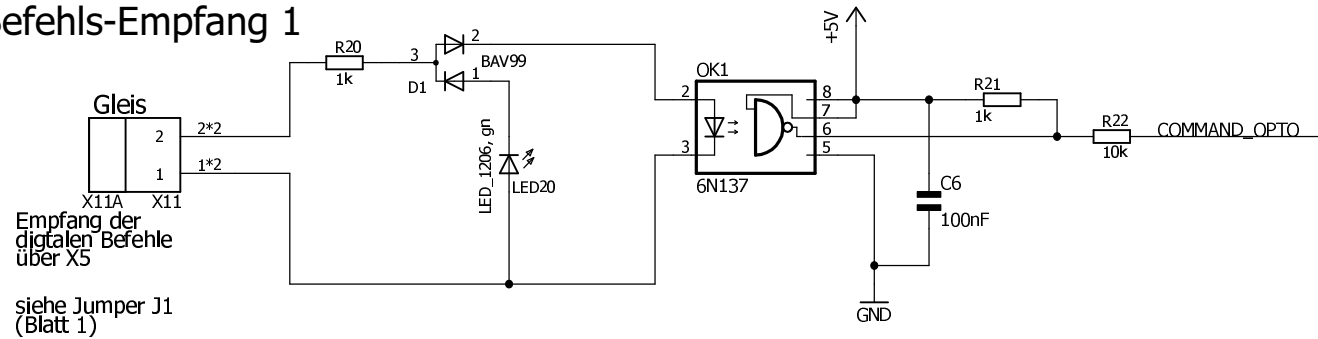 efehls-Empfang 1
R20
1k
3
2
BAV99
D1
1
+5V
OK1
2
3
8
7
6
5
6N137
R21
1k
R22
10k
COMMAND_OPTO
Gleis
2
2*2
1
1*2
X11A
X11
LED_1206, gn
LED20
C6
100nF
GND
Empfang der
digtalen Befehle
über X5
siehe Jumper J1
(Blatt 1)